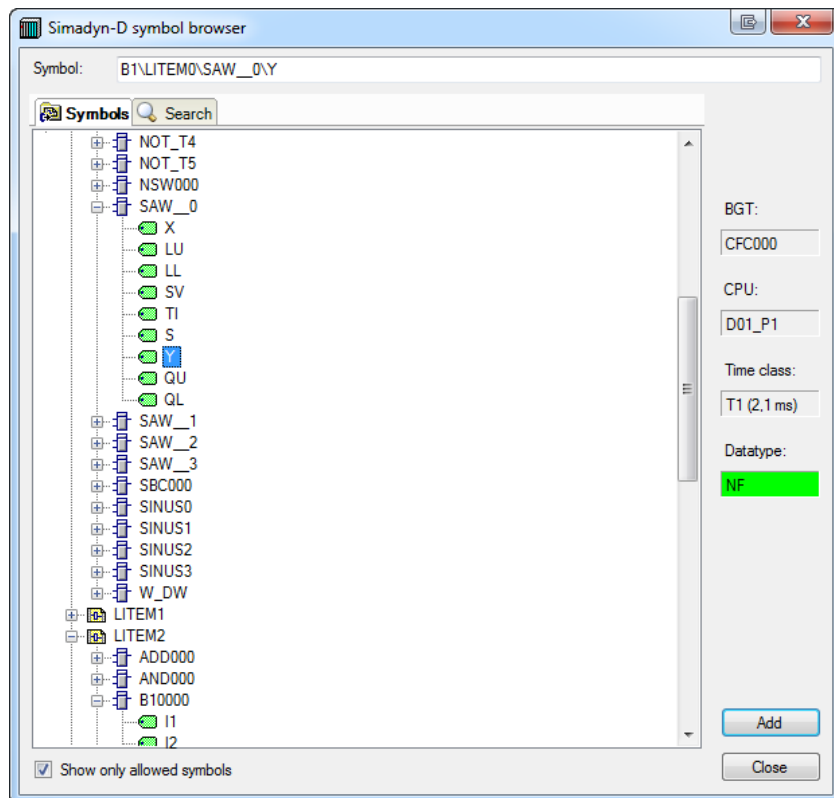 Simadyn-D symbol browser
Symbol: B1\LITEM0\SAW__0\Y
Symbols Search
NOT_T4
NOT_T5
NSW000
SAW__0
X
LU
LL
SV
TI
S
Y
QU
QL
SAW__1
SAW__2
SAW__3
SBC000
SINUS0
SINUS1
SINUS2
SINUS3
W_DW
LITEM1
LITEM2
ADD000
AND000
B10000
I1
I2
Show only allowed symbols
BGT:
CFC000
CPU:
D01_P1
Time class:
T1 (2,1 ms)
Datatype:
NF
Add
Close